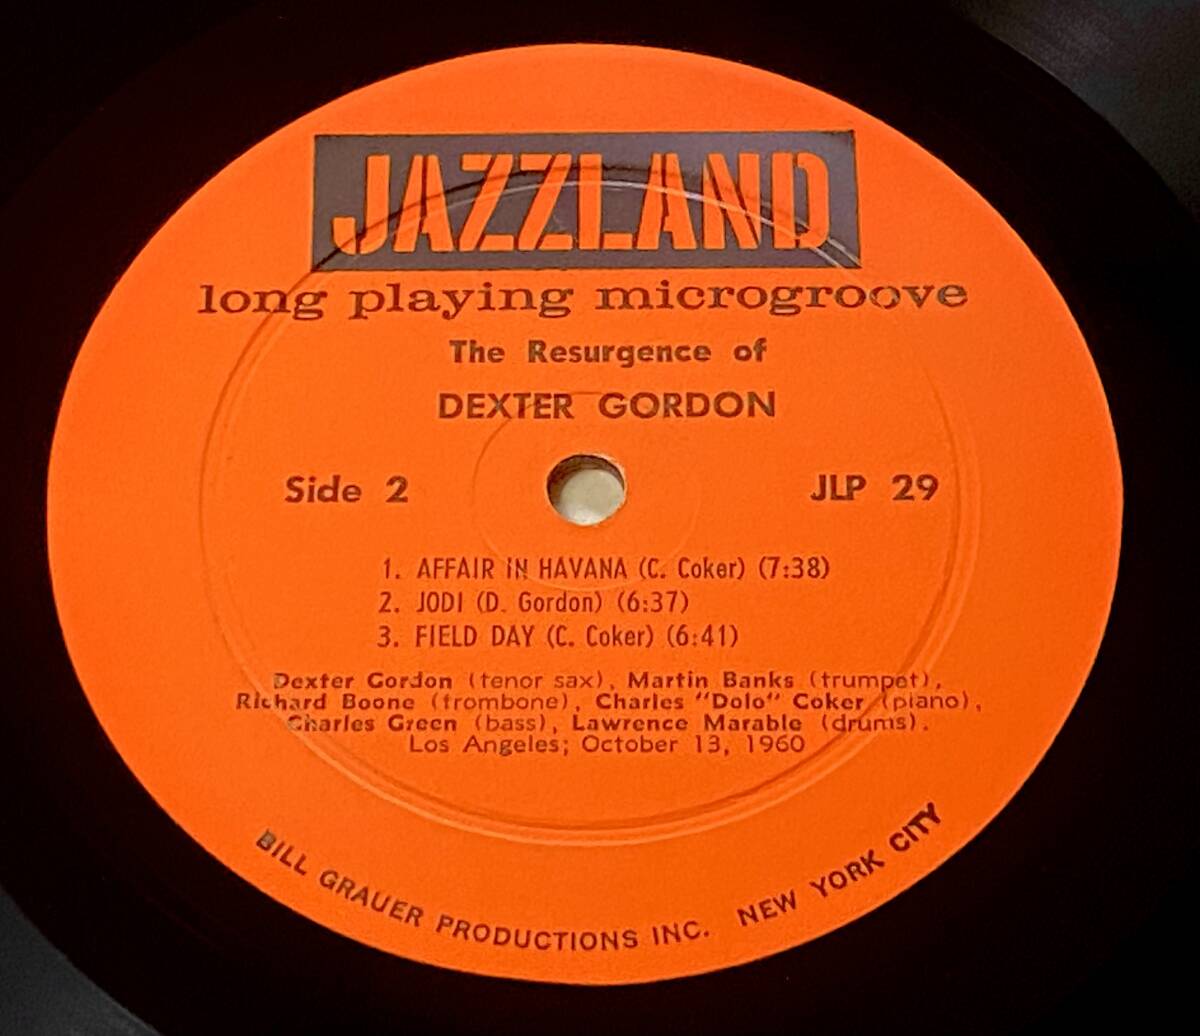 JAZZLAND
long playing microgroove
The Resurgence of
DEXTER GORDON
Side 2
JLP 29
1. AFFAIR IN HAVANA (C. Coker) (7:38)
2. JODI (D. Gordon) (6:37)
3. FIELD DAY (C. Coker) (6:41)
Dexter Gordon (tenor sax), Martin Banks (trumpet),
Richard Boone (trombone), Charles "Dolo" Coker (piano),
Charles Green (bass), Lawrence Marable (drums).
Los Angeles; October 13, 1960
BILL GRAUER PRODUCTIONS INC. NEW YORK CITY